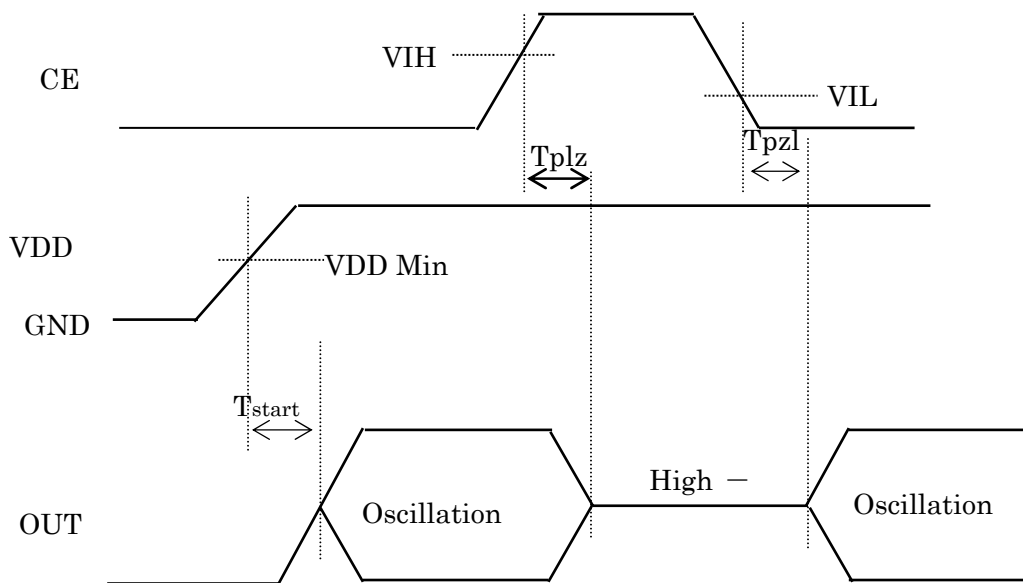 VIH
CE
VIL
Tpzl
Tplz
VDD
VDD Min
GND
Tstart
High －
Oscillation
Oscillation
OUT